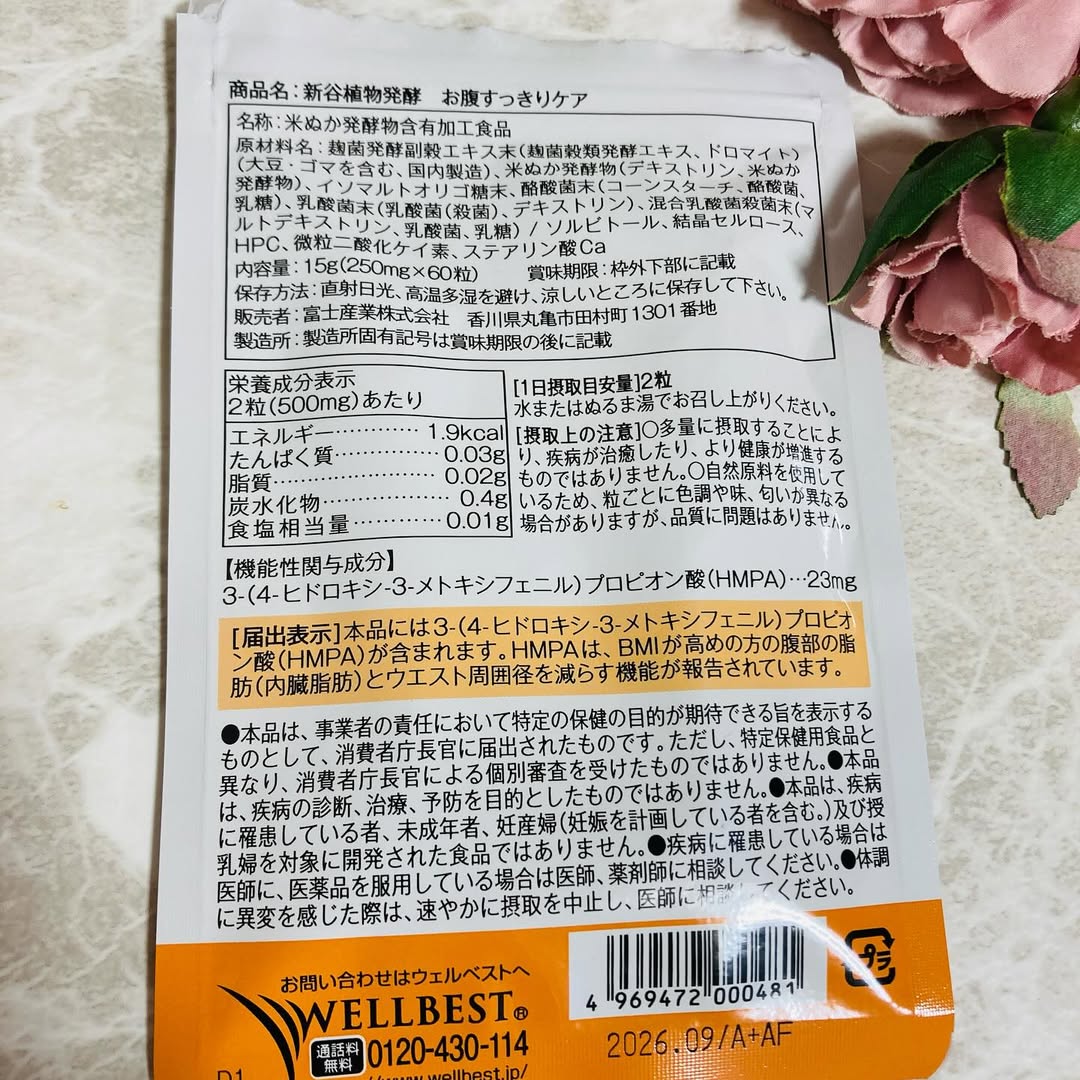 商品名：新谷植物発酵　お腹すっきりケア
名称：米ぬか発酵物含有加工食品
原材料名：麹菌発酵副穀エキス末（麹菌穀類発酵エキス、ドロマイト）
（大豆・ゴマを含む、国内製造）、米ぬか発酵物（デキストリン、米ぬか
発酵物）、イソマルトオリゴ糖末、酪酸菌末（コーンスターチ、酪酸菌、
乳糖）、乳酸菌末（乳酸菌（殺菌）、デキストリン）、混合乳酸菌殺菌末（マ
ルトデキストリン、乳酸菌、乳糖） / ソルビトール、結晶セルロース、
HPC、微粒二酸化ケイ素、ステアリン酸Ca
内容量：15g（250mg×60粒）　賞味期限：枠外下部に記載
保存方法：直射日光、高温多湿を避け、涼しいところに保存して下さい。
販売者：富士産業株式会社　香川県丸亀市田村町1301番地
製造所：製造所固有記号は賞味期限の後に記載
栄養成分表示
2粒（500mg）あたり
エネルギー…………1.9kcal
たんぱく質……………0.03g
脂質……………………0.02g
炭水化物………………0.4g
食塩相当量…………0.01g
[1日摂取目安量]2粒
水またはぬるま湯でお召し上がりください。
[摂取上の注意]○多量に摂取することによ
り、疾病が治癒したり、より健康が増進する
ものではありません。○自然原料を使用して
いるため、粒ごとに色調や味、匂いが異なる
場合がありますが、品質に問題はありません。
【機能性関与成分】
3-(4-ヒドロキシ-3-メトキシフェニル)プロピオン酸（HMPA）…23mg
[届出表示]本品には3-(4-ヒドロキシ-3-メトキシフェニル)プロピオ
ン酸（HMPA）が含まれます。HMPAは、BMIが高めの方の腹部の脂
肪（内臓脂肪）とウエスト周囲径を減らす機能が報告されています。
●本品は、事業者の責任において特定の保健の目的が期待できる旨を表示する
ものとして、消費者庁長官に届出されたものです。ただし、特定保健用食品と
異なり、消費者庁長官による個別審査を受けたものではありません。●本品
は、疾病の診断、治療、予防を目的としたものではありません。●本品は、疾病
に罹患している者、未成年者、妊産婦（妊娠を計画している者を含む。）及び授
乳婦を対象に開発された食品ではありません。●疾病に罹患している場合は
医師に、医薬品を服用している場合は医師、薬剤師に相談してください。●体調
に異変を感じた際は、速やかに摂取を中止し、医師に相談してください。
お問い合わせはウェルベストへ
WELLBEST®
通話料
無料
0120-430-114
//www.wellbest.jp/
D1
4 969472 000481
プラ
2026.09/A+AF